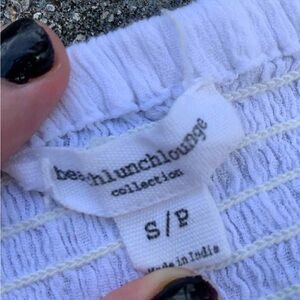 beachlunchlounge
collection
S/P
Made in India